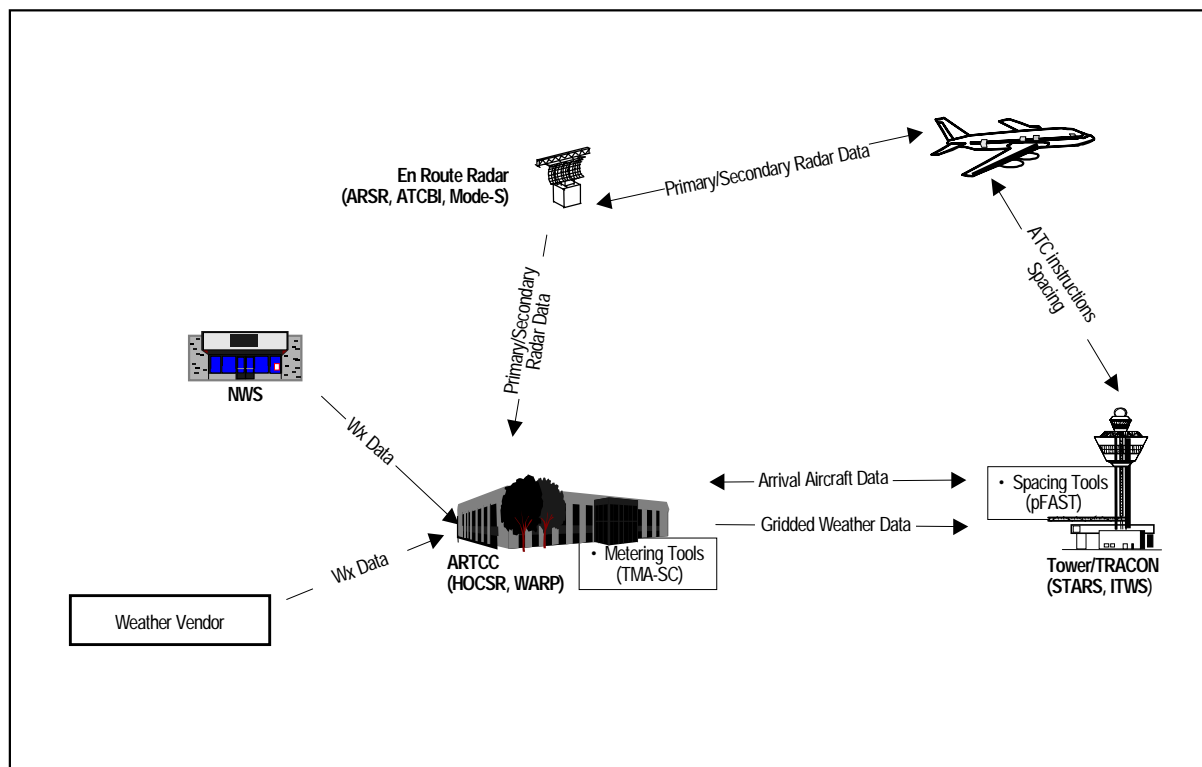 En Route Radar
(ARSR, ATCBI, Mode-S)
Primary/Secondary Radar Data
ATC instructions
Spacing
Primary/Secondary
Radar Data
NWS
Wx Data
Arrival Aircraft Data
• Spacing Tools
(pFAST)
Gridded Weather Data
• Metering Tools
(TMA-SC)
ARTCC
(HOCSR, WARP)
Tower/TRACON
(STARS, ITWS)
Wx Data
Weather Vendor